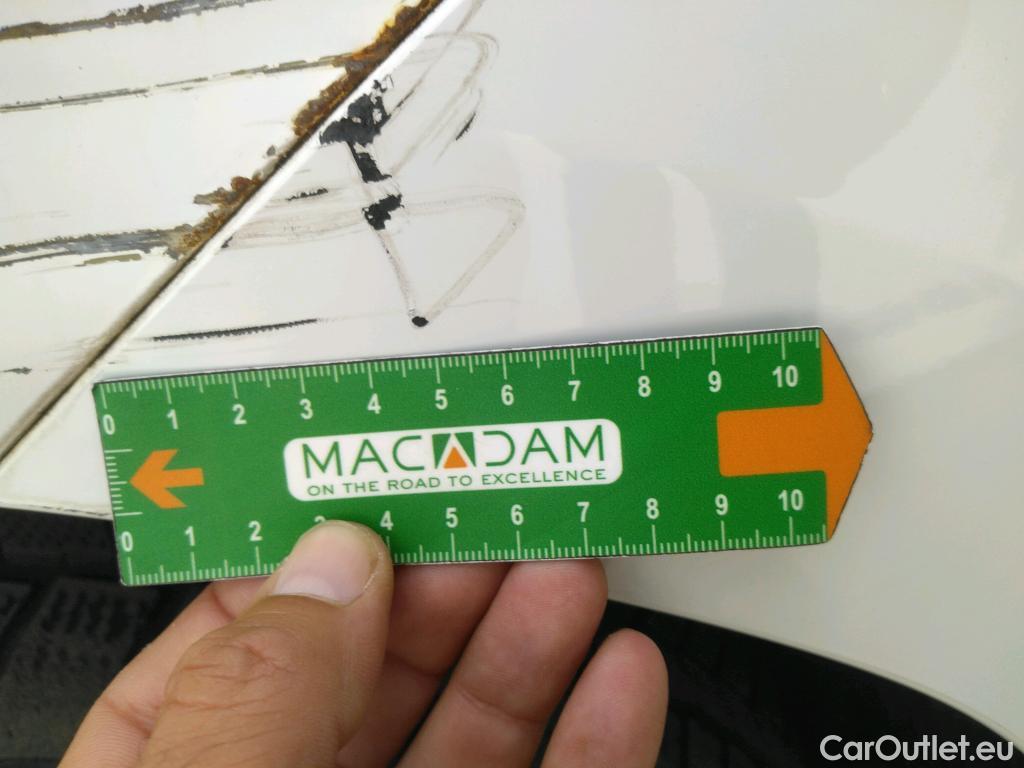 0 1 2 3 4 5 6 7 8 9 10
MACADAM
ON THE ROAD TO EXCELLENCE
0 1 2 3 4 5 6 7 8 9 10
CarOutlet.eu